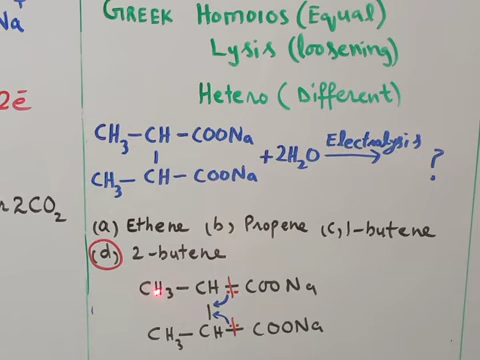 Na
GREEK Homoios (Equal)
Lysis (loosening)
2ē
Hetero (Different)
CH₃ – CH – COONa
|
CH₃ – CH – COONa
+ 2H₂O Electrolysis → ?
2CO₂
(a) Ethene (b, Propene (c, 1-butene
(d) 2-butene
CH₃ – CH – COONa
|
CH₃ – CH – COONa